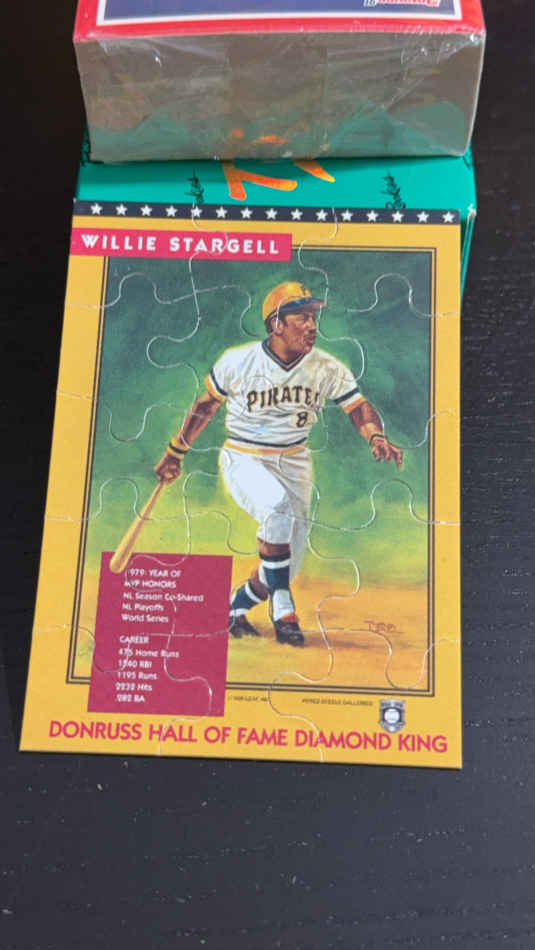 WILLIE STARGELL
PIRATES
8
1979: YEAR OF
MVP HONORS
NL Season Co-Shared
NL Playoffs
World Series
CAREER
475 Home Runs
1540 RBI
1195 Runs
2232 Hits
.282 BA
PEREZ-STEELE GALLERIES
DONRUSS HALL OF FAME DIAMOND KING